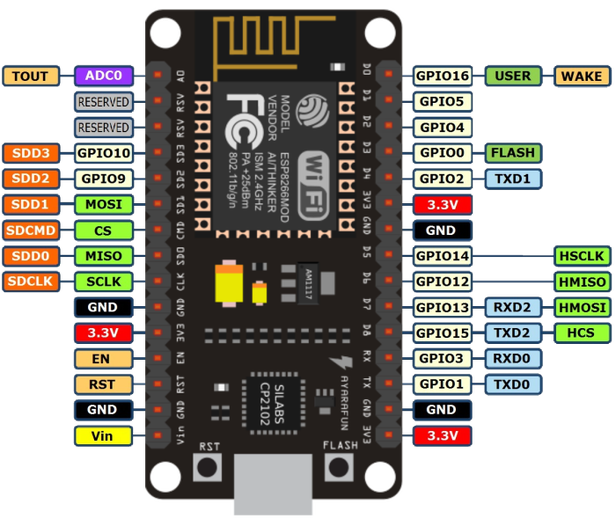 TOUT ADC0 A0 D0 GPIO16 USER WAKE
RESERVED RSV D1 GPIO5
RESERVED RSV D2 GPIO4
SDD3 GPIO10 SD3 D3 GPIO0 FLASH
SDD2 GPIO9 SD2 D4 GPIO2 TXD1
SDD1 MOSI SD1 3V3 3.3V
SDCMD CS CMD GND GND
SDD0 MISO SD0 D5 GPIO14 HSCLK
SDCLK SCLK CLK D6 GPIO12 HMISO
GND GND D7 GPIO13 RXD2 HMOSI
3.3V 3V3 D8 GPIO15 TXD2 HCS
EN EN RX GPIO3 RXD0
RST RST TX GPIO1 TXD0
GND GND GND GND
Vin Vin 3V3 3.3V
MODEL ESP8266MOD
VENDOR AITHINKER
ISM 2.4GHz
PA +25dBm
802.11b/g/n
FC
Wi Fi
AM1117
SILABS
CP2102
AYARAFUN
RST
FLASH